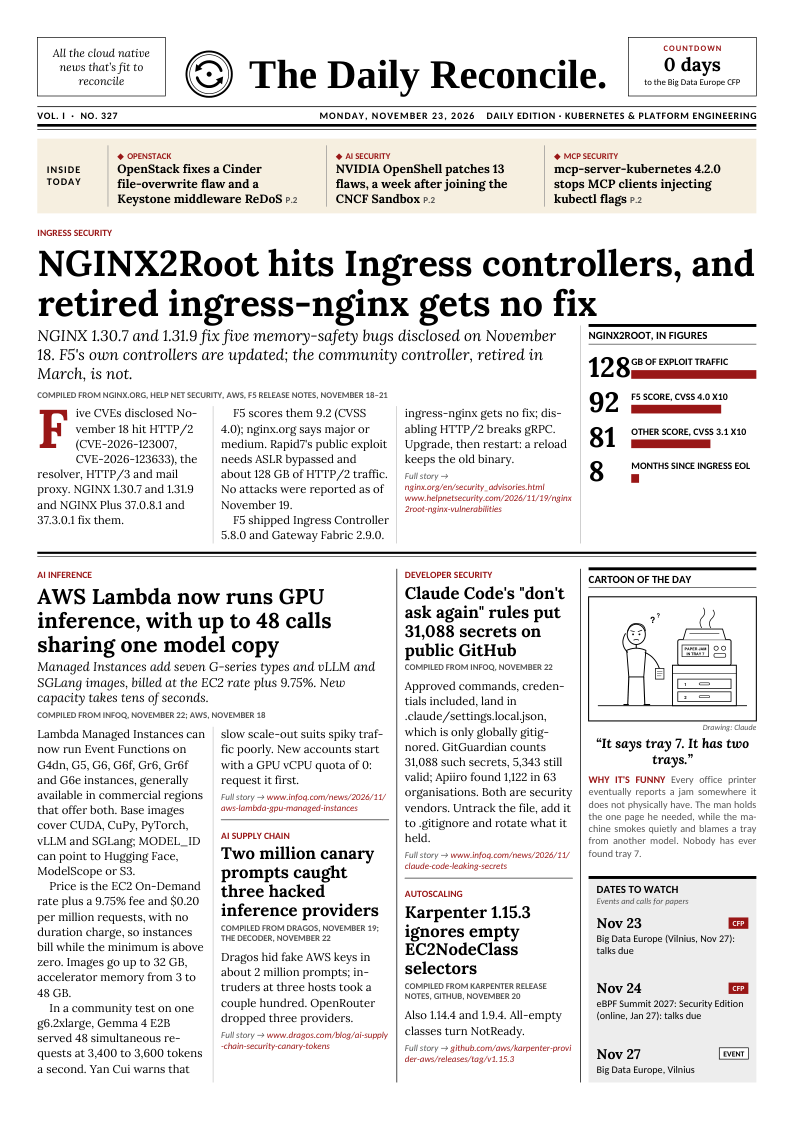 All the cloud native
news that's fit to
reconcile
The Daily Reconcile.
COUNTDOWN
0 days
to the Big Data Europe CFP
VOL. I · NO. 327
MONDAY, NOVEMBER 23, 2026 DAILY EDITION · KUBERNETES & PLATFORM ENGINEERING
INSIDE
TODAY
◆ OPENSTACK
OpenStack fixes a Cinder
file-overwrite flaw and a
Keystone middleware ReDoS P.2
◆ AI SECURITY
NVIDIA OpenShell patches 13
flaws, a week after joining the
CNCF Sandbox P.2
◆ MCP SECURITY
mcp-server-kubernetes 4.2.0
stops MCP clients injecting
kubectl flags P.2
INGRESS SECURITY
NGINX2Root hits Ingress controllers, and
retired ingress-nginx gets no fix
NGINX 1.30.7 and 1.31.9 fix five memory-safety bugs disclosed on November
18. F5's own controllers are updated; the community controller, retired in
March, is not.
COMPILED FROM NGINX.ORG, HELP NET SECURITY, AWS, F5 RELEASE NOTES, NOVEMBER 18–21
Five CVEs disclosed No-
vember 18 hit HTTP/2
(CVE-2026-123007,
CVE-2026-123633), the
resolver, HTTP/3 and mail
proxy. NGINX 1.30.7 and 1.31.9
and NGINX Plus 37.0.8.1 and
37.3.0.1 fix them.
F5 scores them 9.2 (CVSS
4.0); nginx.org says major or
medium. Rapid7's public exploit
needs ASLR bypassed and
about 128 GB of HTTP/2 traffic.
No attacks were reported as of
November 19.
F5 shipped Ingress Controller
5.8.0 and Gateway Fabric 2.9.0.
ingress-nginx gets no fix; dis-
abling HTTP/2 breaks gRPC.
Upgrade, then restart: a reload
keeps the old binary.
Full story →
nginx.org/en/security_advisories.html
www.helpnetsecurity.com/2026/11/19/nginx
2root-nginx-vulnerabilities
NGINX2ROOT, IN FIGURES
128 GB OF EXPLOIT TRAFFIC
92 F5 SCORE, CVSS 4.0 X10
81 OTHER SCORE, CVSS 3.1 X10
8 MONTHS SINCE INGRESS EOL
AI INFERENCE
AWS Lambda now runs GPU
inference, with up to 48 calls
sharing one model copy
Managed Instances add seven G-series types and vLLM and
SGLang images, billed at the EC2 rate plus 9.75%. New
capacity takes tens of seconds.
COMPILED FROM INFOQ, NOVEMBER 22; AWS, NOVEMBER 18
Lambda Managed Instances can
now run Event Functions on
G4dn, G5, G6, G6f, Gr6, Gr6f
and G6e instances, generally
available in commercial regions
that offer both. Base images
cover CUDA, CuPy, PyTorch,
vLLM and SGLang; MODEL_ID
can point to Hugging Face,
ModelScope or S3.
Price is the EC2 On-Demand
rate plus a 9.75% fee and $0.20
per million requests, with no
duration charge, so instances
bill while the minimum is above
zero. Images go up to 32 GB,
accelerator memory from 3 to
48 GB.
In a community test on one
g6.2xlarge, Gemma 4 E2B
served 48 simultaneous re-
quests at 3,400 to 3,600 tokens
a second. Yan Cui warns that
slow scale-out suits spiky traf-
fic poorly. New accounts start
with a GPU vCPU quota of 0:
request it first.
Full story → www.infoq.com/news/2026/11/
aws-lambda-gpu-managed-instances
AI SUPPLY CHAIN
Two million canary
prompts caught
three hacked
inference providers
COMPILED FROM DRAGOS, NOVEMBER 19;
THE DECODER, NOVEMBER 22
Dragos hid fake AWS keys in
about 2 million prompts; in-
truders at three hosts took a
couple hundred. OpenRouter
dropped three providers.
Full story → www.dragos.com/blog/ai-supply
-chain-security-canary-tokens
DEVELOPER SECURITY
Claude Code's "don't
ask again" rules put
31,088 secrets on
public GitHub
COMPILED FROM INFOQ, NOVEMBER 22
Approved commands, creden-
tials included, land in
.claude/settings.local.json,
which is only globally gitig-
nored. GitGuardian counts
31,088 such secrets, 5,343 still
valid; Apiiro found 1,122 in 63
organisations. Both are security
vendors. Untrack the file, add it
to .gitignore and rotate what it
held.
Full story → www.infoq.com/news/2026/11/
claude-code-leaking-secrets
AUTOSCALING
Karpenter 1.15.3
ignores empty
EC2NodeClass
selectors
COMPILED FROM KARPENTER RELEASE
NOTES, GITHUB, NOVEMBER 20
Also 1.14.4 and 1.9.4. All-empty
classes turn NotReady.
Full story → github.com/aws/karpenter-provi
der-aws/releases/tag/v1.15.3
CARTOON OF THE DAY
? ?
PAPER JAM
IN TRAY 7
1
2
Drawing: Claude
“It says tray 7. It has two
trays.”
WHY IT'S FUNNY Every office printer
eventually reports a jam somewhere it
does not physically have. The man holds
the one page he needed, while the ma-
chine smokes quietly and blames a tray
from another model. Nobody has ever
found tray 7.
DATES TO WATCH
Events and calls for papers
Nov 23 CFP
Big Data Europe (Vilnius, Nov 27):
talks due
Nov 24 CFP
eBPF Summit 2027: Security Edition
(online, Jan 27): talks due
Nov 27 EVENT
Big Data Europe, Vilnius